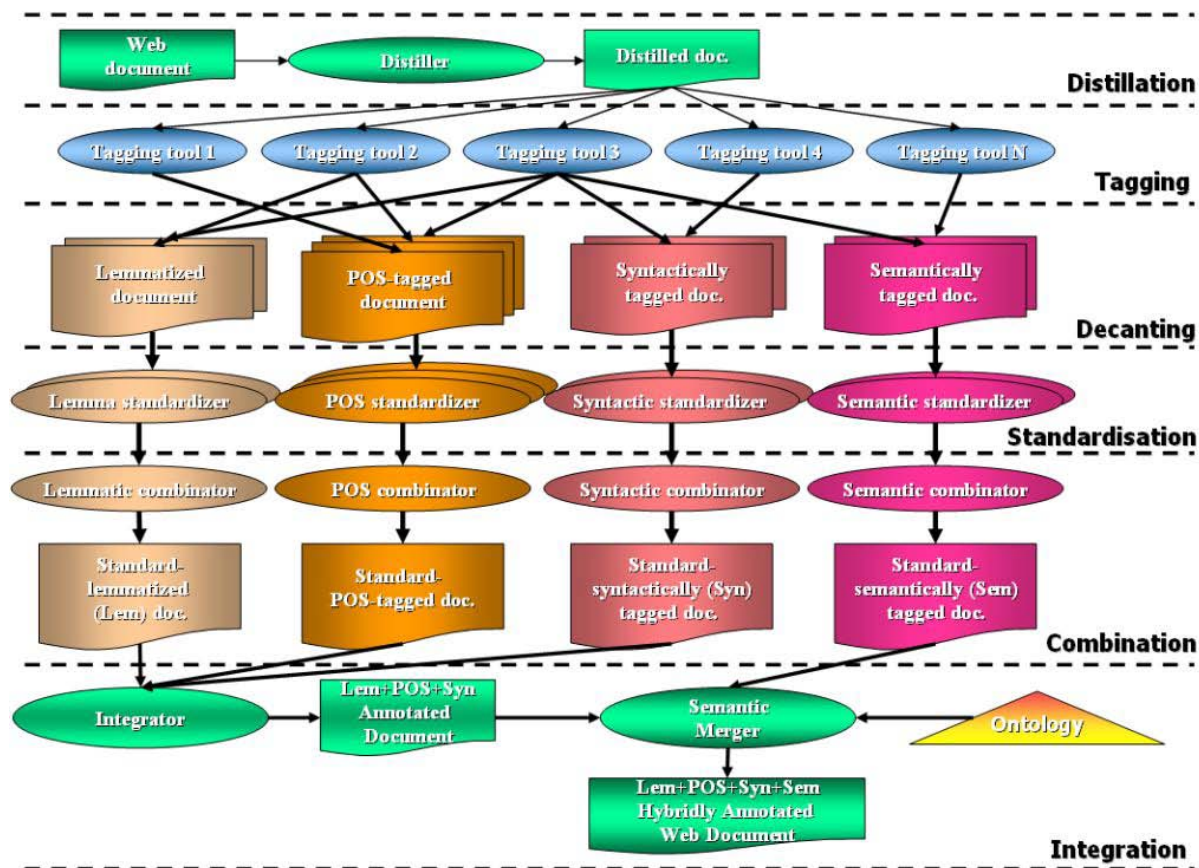 Web
document
Distiller
Distilled doc.
Distillation
Tagging tool 1
Tagging tool 2
Tagging tool 3
Tagging tool 4
Tagging tool N
Tagging
Lemmatized
document
POS-tagged
document
Syntactically
tagged doc.
Semantically
tagged doc.
Decanting
Lemma standardizer
POS standardizer
Syntactic standardizer
Semantic standardizer
Standardisation
Lemmatic combinator
POS combinator
Syntactic combinator
Semantic combinator
Standard-
lemmatized
(Lem) doc.
Standard-
POS-tagged doc.
Standard-
syntactically (Syn)
tagged doc.
Standard-
semantically (Sem)
tagged doc.
Combination
Integrator
Lem+POS+Syn
Annotated
Document
Semantic
Merger
Ontology
Lem+POS+Syn+Sem
Hybridly Annotated
Web Document
Integration